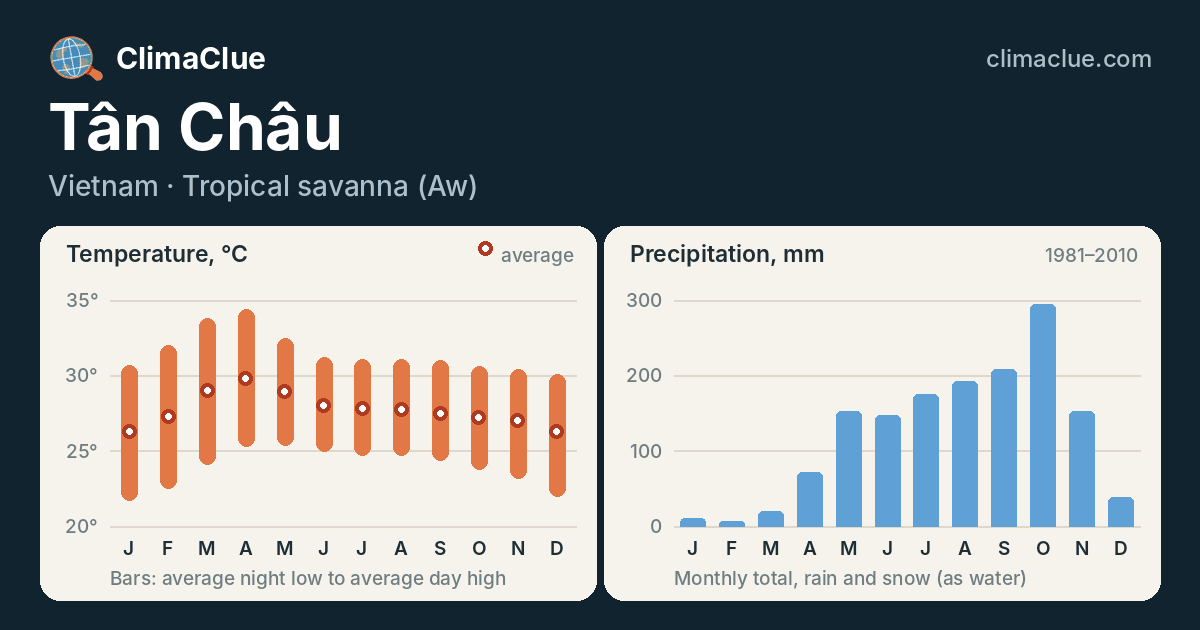 ClimaClue
climaclue.com
Tân Châu
Vietnam · Tropical savanna (Aw)
Temperature, °C
average
35°
30°
25°
20°
J F M A M J J A S O N D
Bars: average night low to average day high
Precipitation, mm
1981–2010
300
200
100
0
J F M A M J J A S O N D
Monthly total, rain and snow (as water)